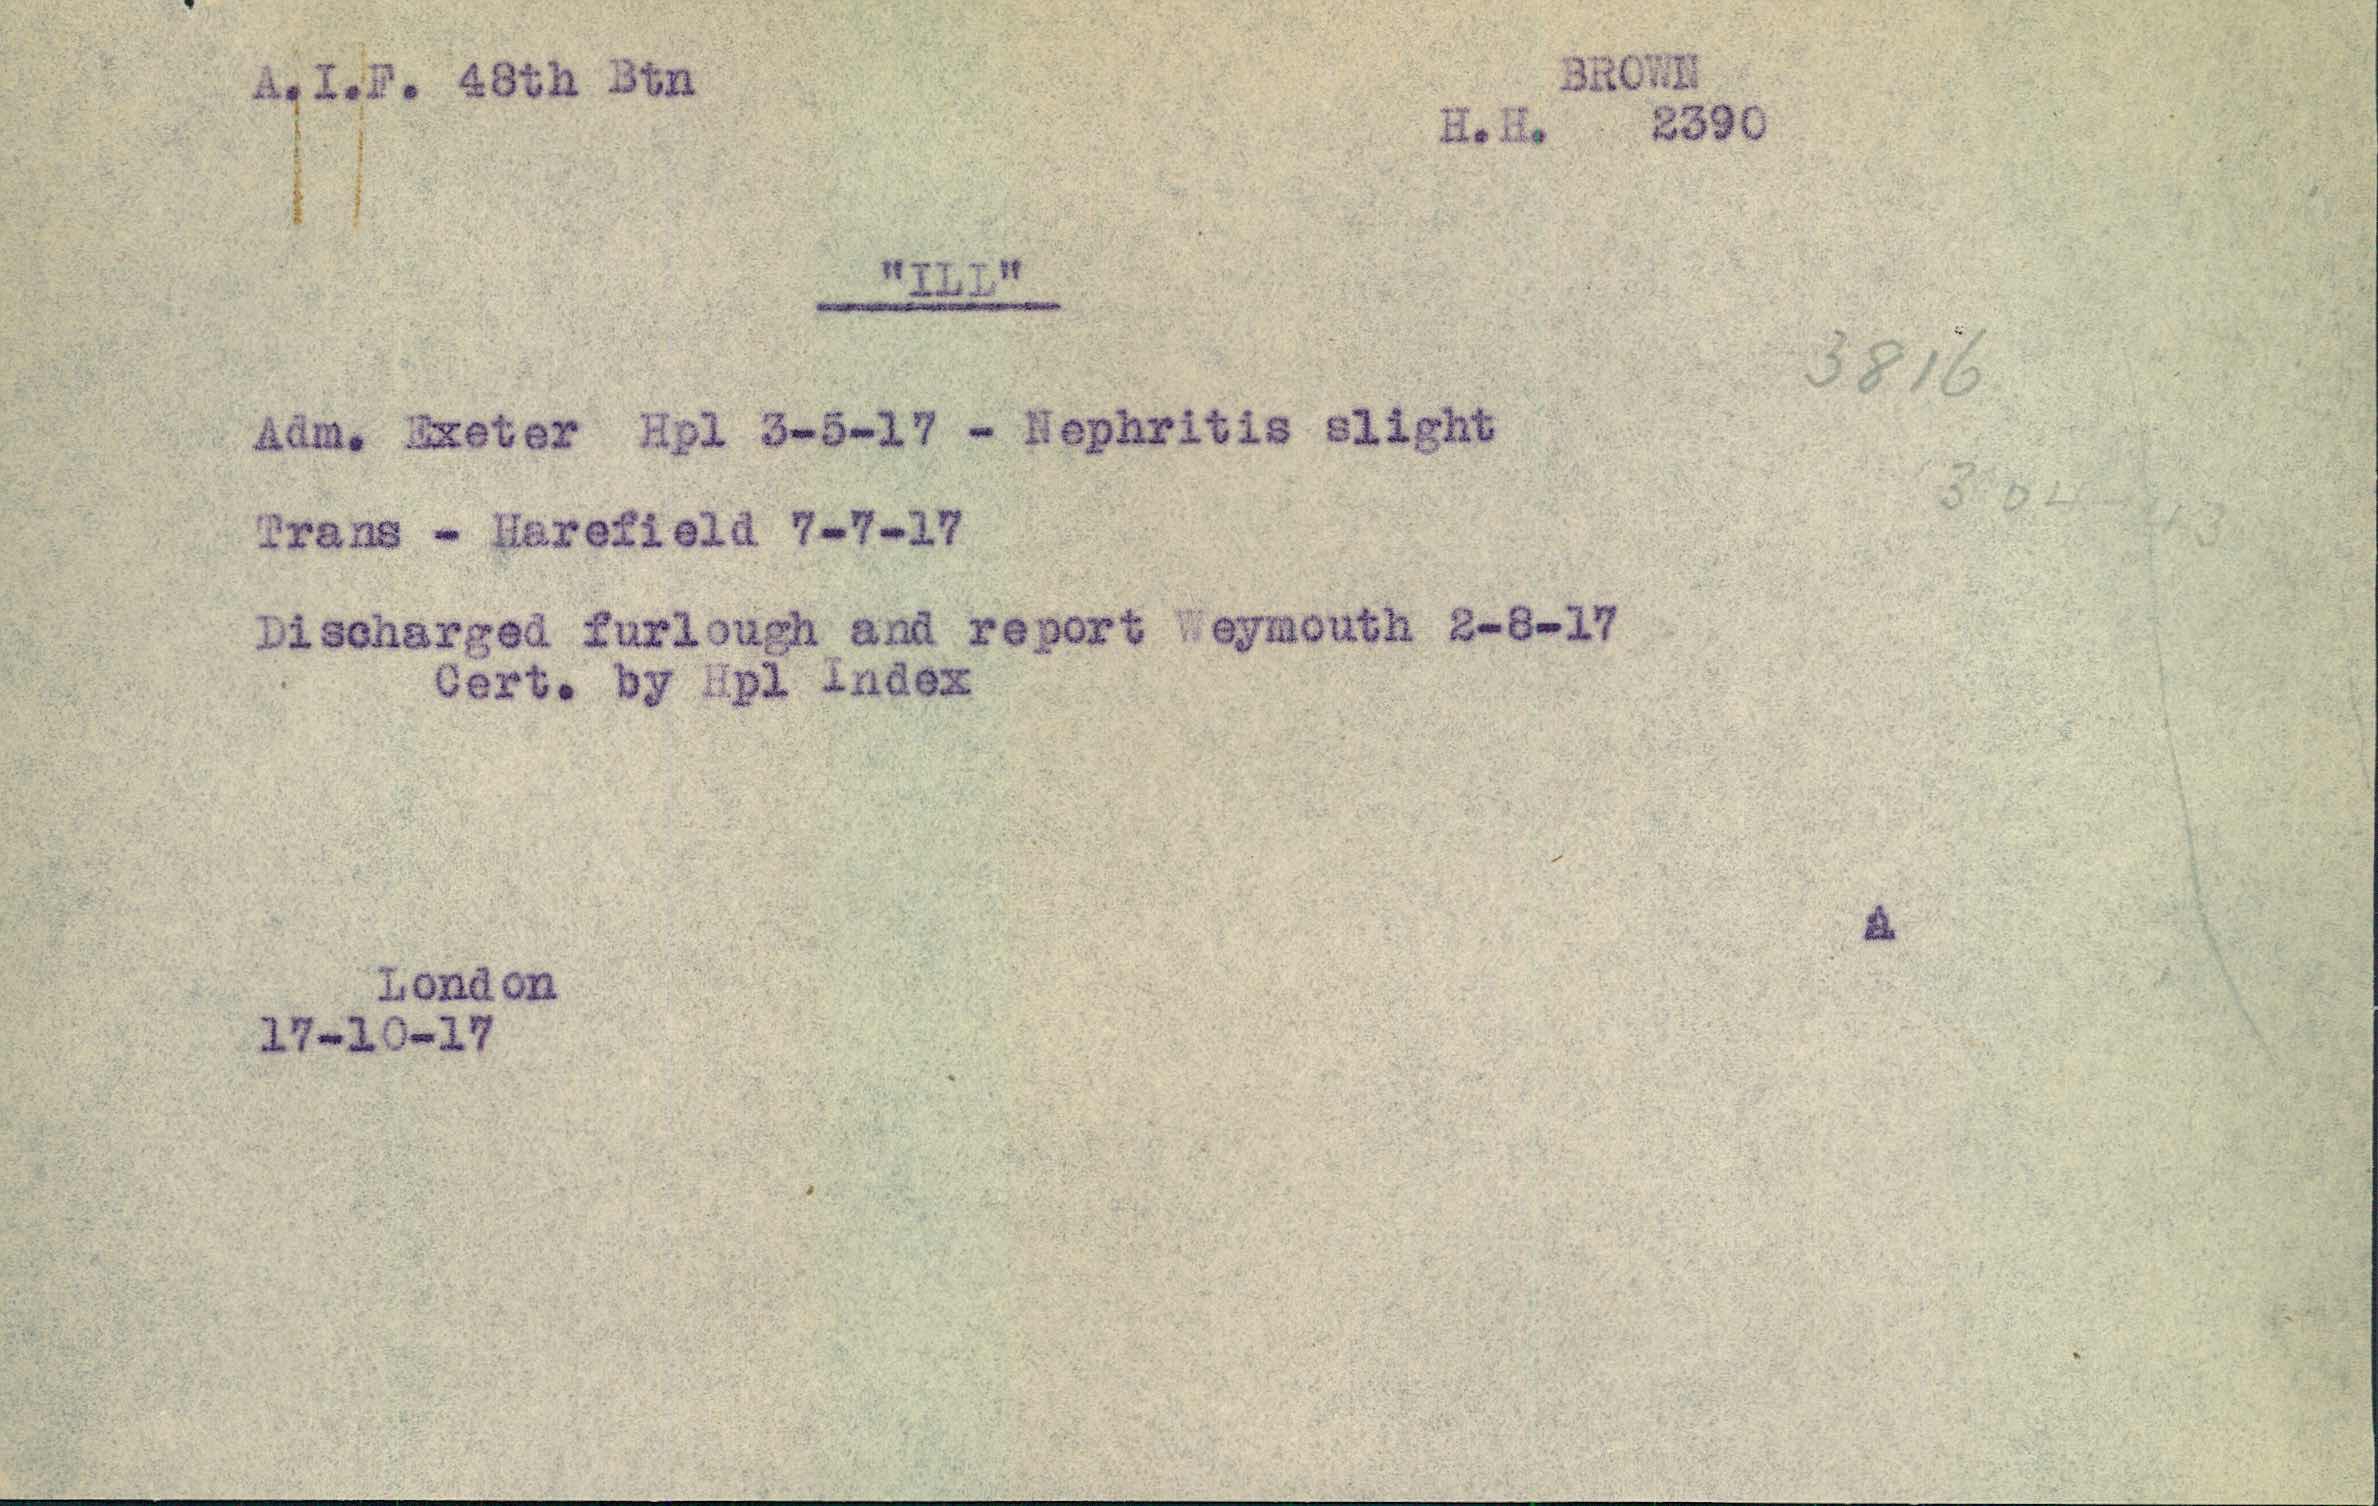 A.I.F. 48th Btn
BROWN
H.H. 2390
"ILL"
3816
Adm. Exeter Hpl 3-5-17 - Nephritis slight
Trans - Harefield 7-7-17
Discharged furlough and report Weymouth 2-8-17
Cert. by Hpl Index
A
London
17-10-17